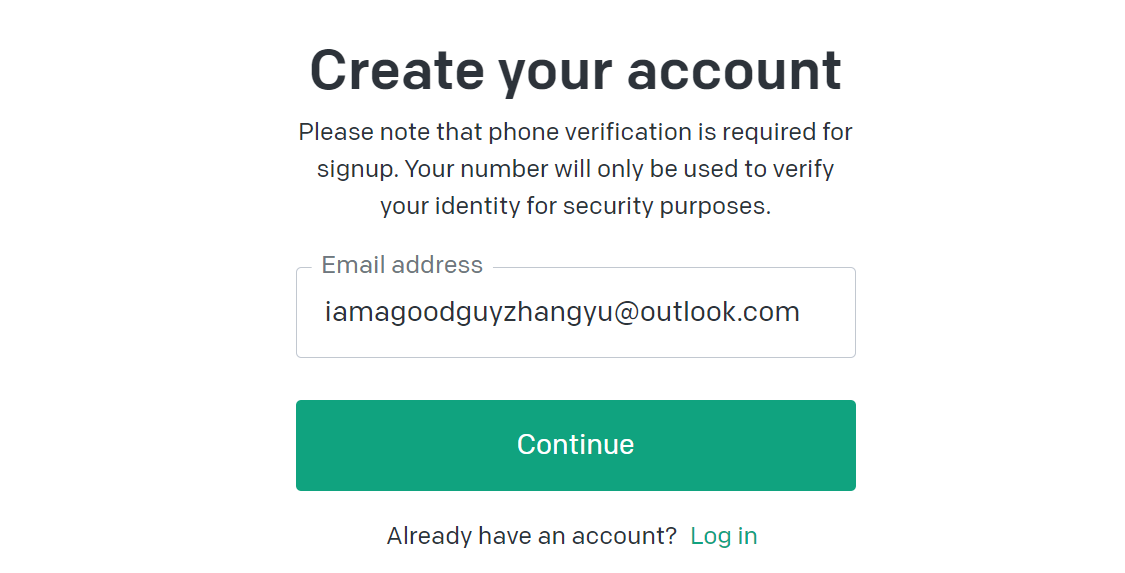 Create your account
Please note that phone verification is required for
signup. Your number will only be used to verify
your identity for security purposes.
Email address
iamagoodguyzhangyu@outlook.com
Continue
Already have an account? Log in